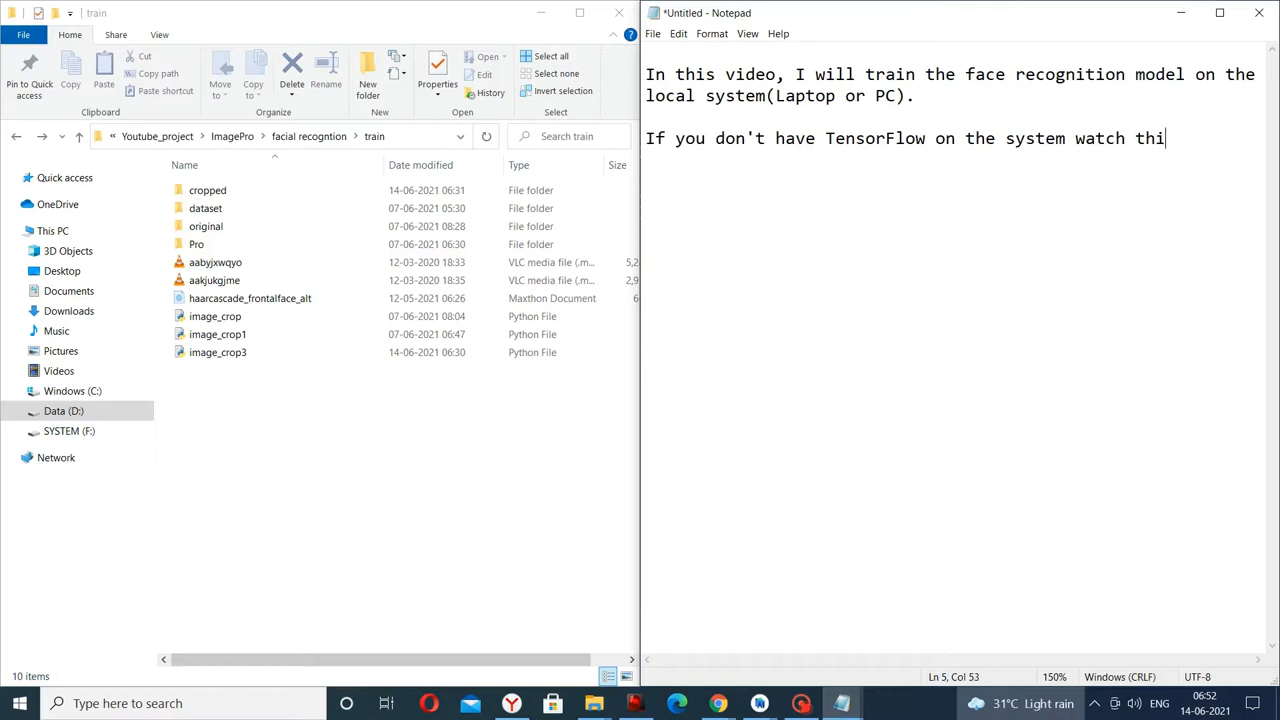 train
*Untitled - Notepad
File Home Share View
File Edit Format View Help
Pin to Quick access
Copy
Paste
Cut
Copy path
Paste shortcut
Move to
Copy to
Delete
Rename
New folder
Properties
Open
Edit
History
Select all
Select none
Invert selection
Clipboard
Organize
New
Open
Select
« Youtube_project > ImagePro > facial recogntion > train
Search train
Name Date modified Type Size
cropped 14-06-2021 06:31 File folder
dataset 07-06-2021 05:30 File folder
original 07-06-2021 08:28 File folder
Pro 07-06-2021 06:30 File folder
aabyjxwqyo 12-03-2020 18:33 VLC media file (.m... 5,2
aakjukgjme 12-03-2020 18:35 VLC media file (.m... 2,9
haarcascade_frontalface_alt 12-05-2021 06:26 Maxthon Document 6
image_crop 07-06-2021 08:04 Python File
image_crop1 07-06-2021 06:47 Python File
image_crop3 14-06-2021 06:30 Python File
Quick access
OneDrive
This PC
3D Objects
Desktop
Documents
Downloads
Music
Pictures
Videos
Windows (C:)
Data (D:)
SYSTEM (F:)
Network
10 items
In this video, I will train the face recognition model on the
local system(Laptop or PC).
If you don't have TensorFlow on the system watch thi
Ln 5, Col 53 150% Windows (CRLF) UTF-8
Type here to search
31°C Light rain
ENG
06:52
14-06-2021